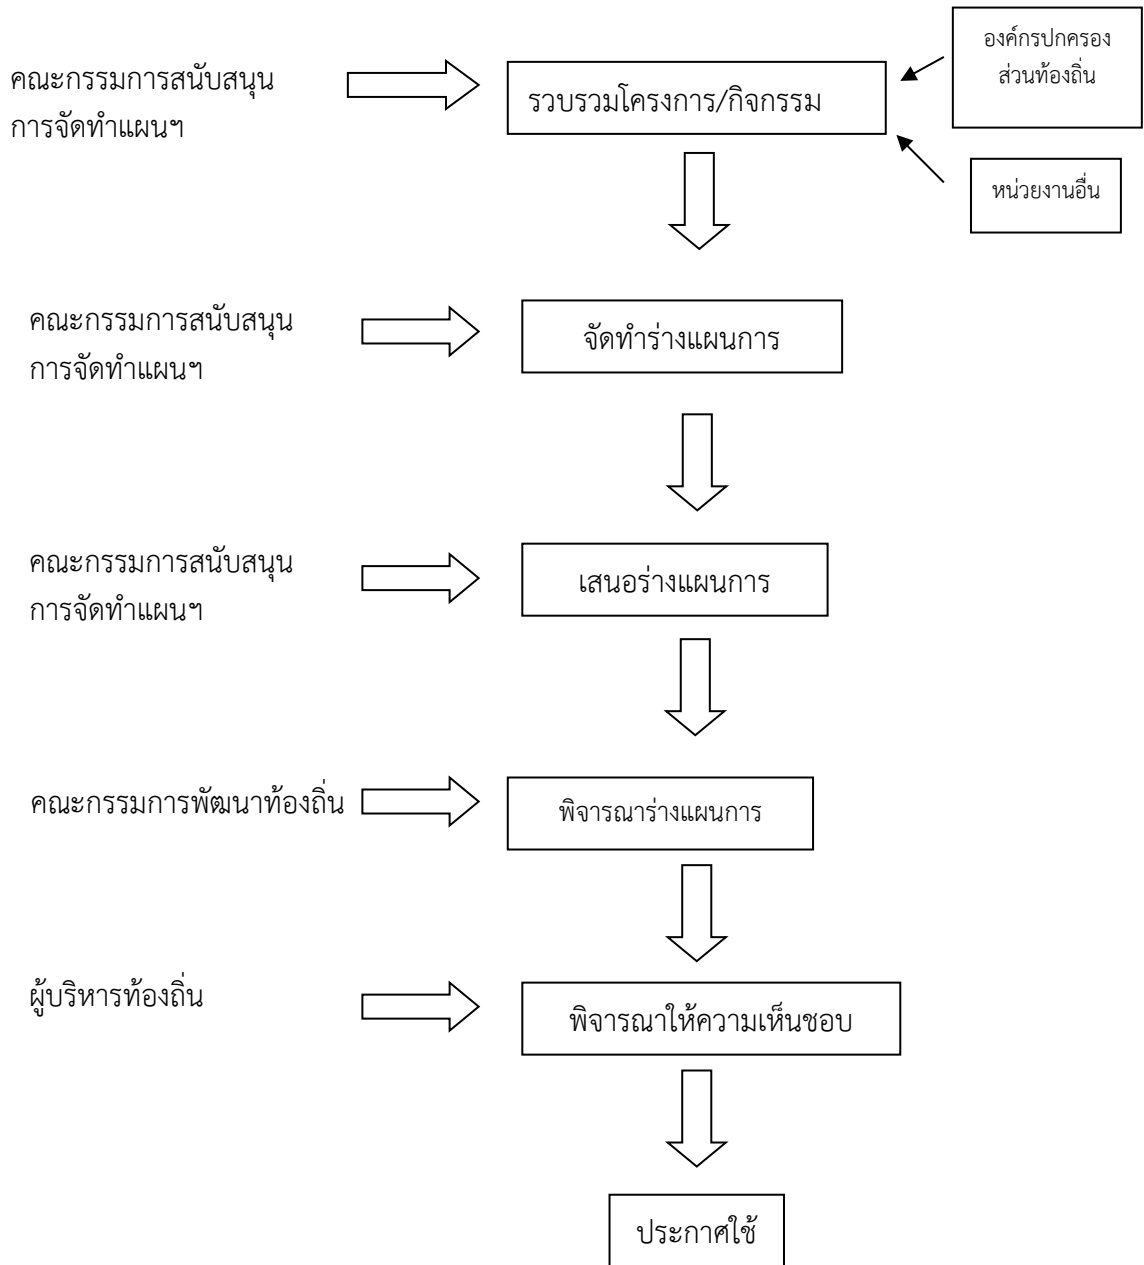 องค์กรปกครอง
ส่วนท้องถิ่น
คณะกรรมการสนับสนุน
การจัดทำแผนฯ
รวบรวมโครงการ/กิจกรรม
หน่วยงานอื่น
คณะกรรมการสนับสนุน
การจัดทำแผนฯ
จัดทำร่างแผนการ
คณะกรรมการสนับสนุน
การจัดทำแผนฯ
เสนอร่างแผนการ
คณะกรรมการพัฒนาท้องถิ่น
พิจารณาร่างแผนการ
ผู้บริหารท้องถิ่น
พิจารณาให้ความเห็นชอบ
ประกาศใช้